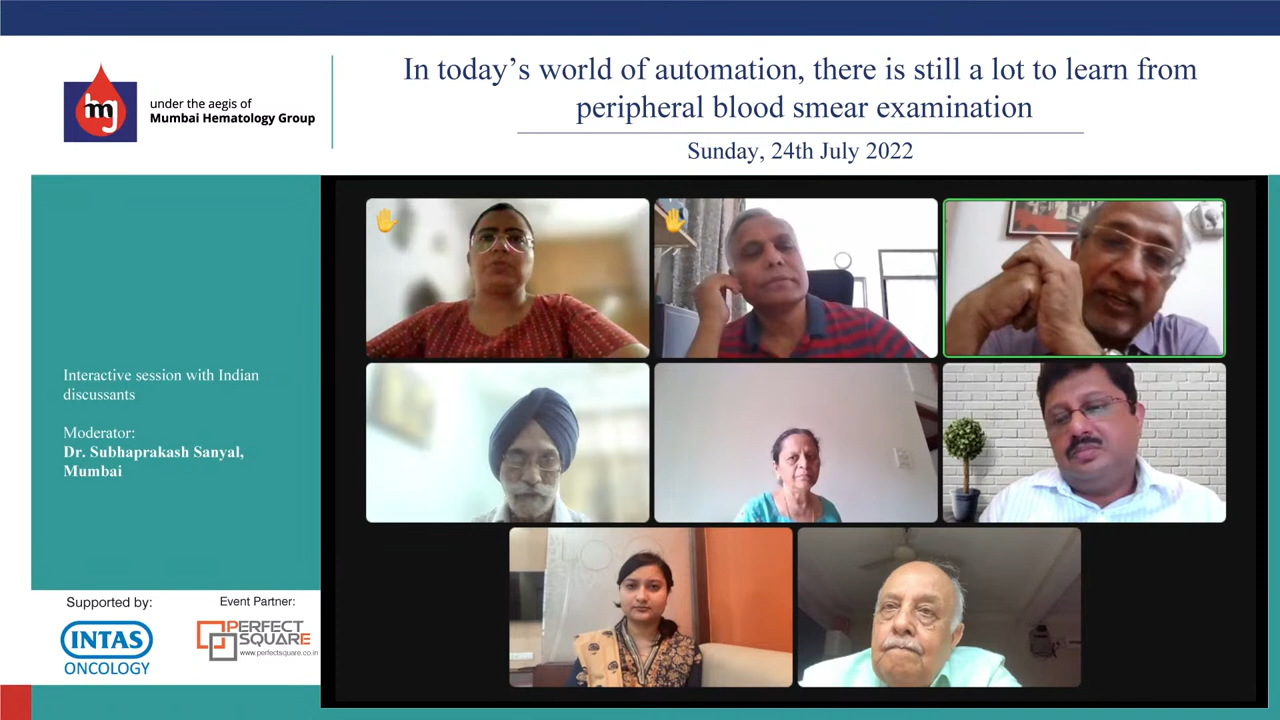 In today's world of automation, there is still a lot to learn from
peripheral blood smear examination
Sunday, 24th July 2022
mg
under the aegis of
Mumbai Hematology Group
Interactive session with Indian
discussants
Moderator:
Dr. Subhaprakash Sanyal,
Mumbai
Supported by:
INTAS
ONCOLOGY
Event Partner:
PERFECT
SQUARE
www.perfectsquare.co.in